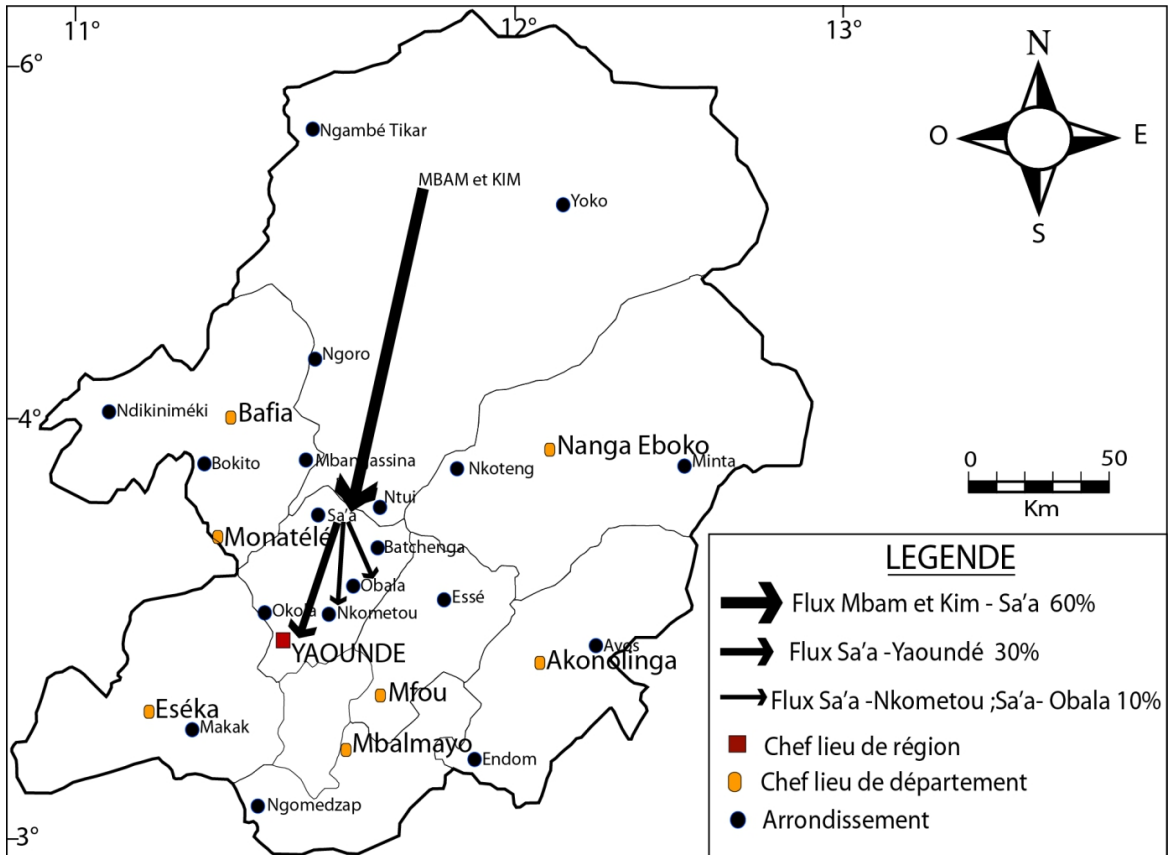 11°
12°
13°
6°
N
O
E
S
Ngambé Tikar
MBAM et KIM
Yoko
Ngoro
4°
Ndikiniméki
Bafia
Nanga Eboko
Bokito
Nkoteng
Minta
0 50
Km
Ntui
Sa'a
Monatélé
Batchenga
Obala
Essé
Okola
Nkometou
YAOUNDE
Akonolinga
Mfou
Eséka
Makak
Mbalmayo
Endom
Ngomedzap
3°
LEGENDE
Flux Mbam et Kim - Sa'a 60%
Flux Sa'a -Yaoundé 30%
Flux Sa'a -Nkometou ;Sa'a- Obala 10%
Chef lieu de région
Chef lieu de département
Arrondissement